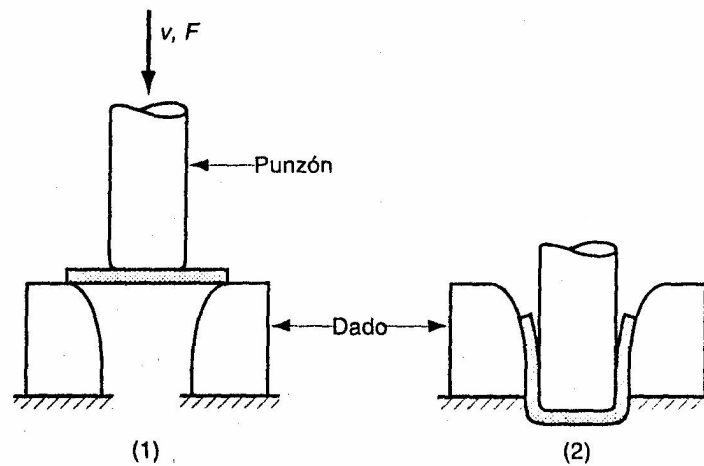 v, F
Punzón
Dado
(1)
(2)